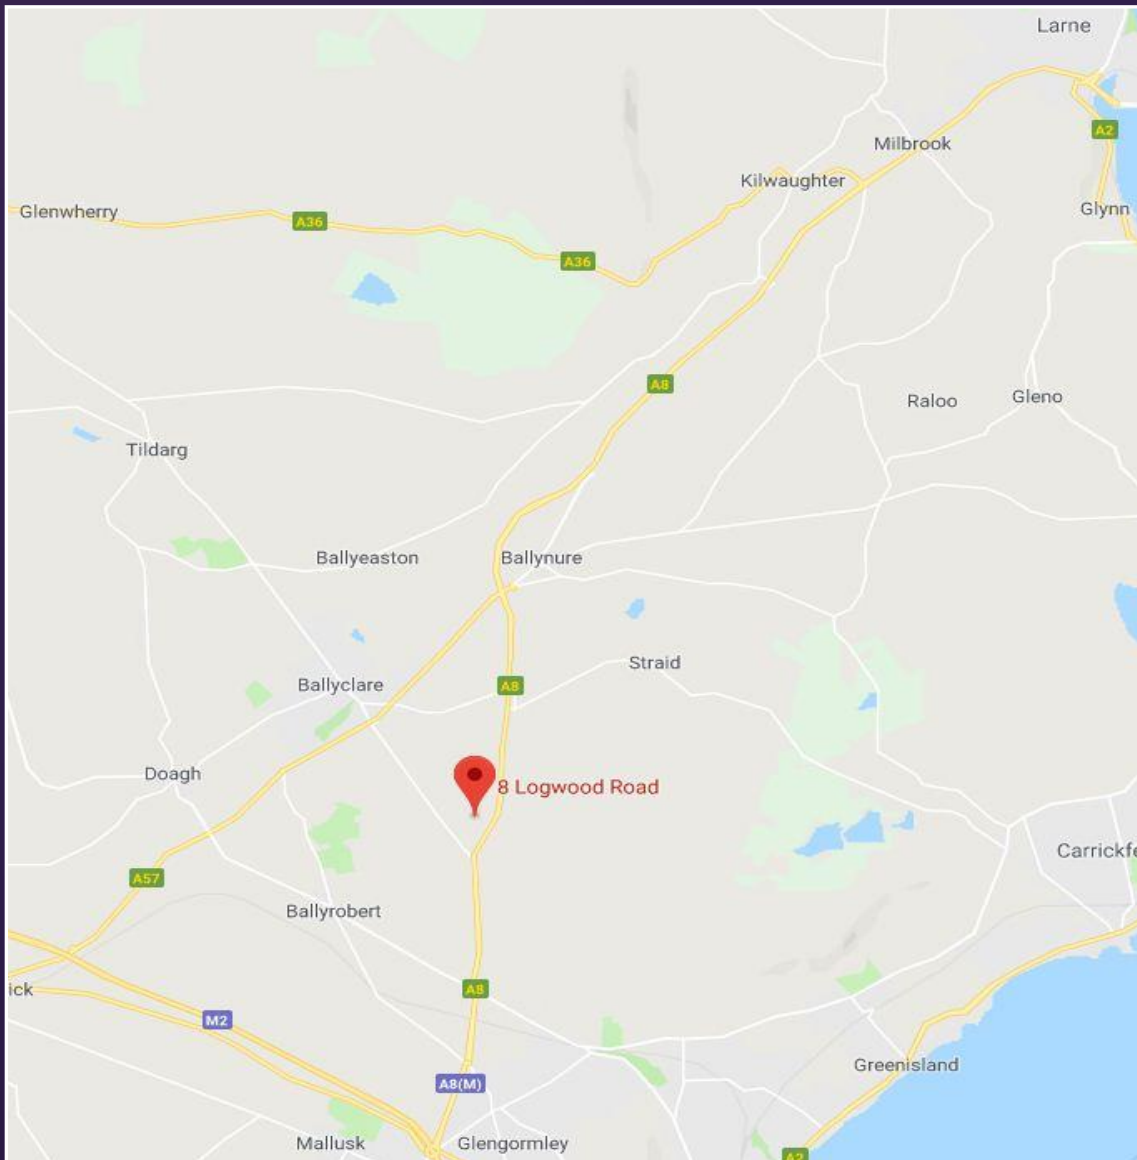 Larne
A2
Milbrook
Kilwaughter
Glenwherry
Glynn
A36
A36
A8
Raloo
Gleno
Tildarg
Ballyeaston
Ballynure
Straid
Ballyclare
A8
Doagh
8 Logwood Road
Carrickfe
A57
Ballyrobert
ick
A8
M2
Greenisland
A8(M)
Mallusk
Glengormley
A2